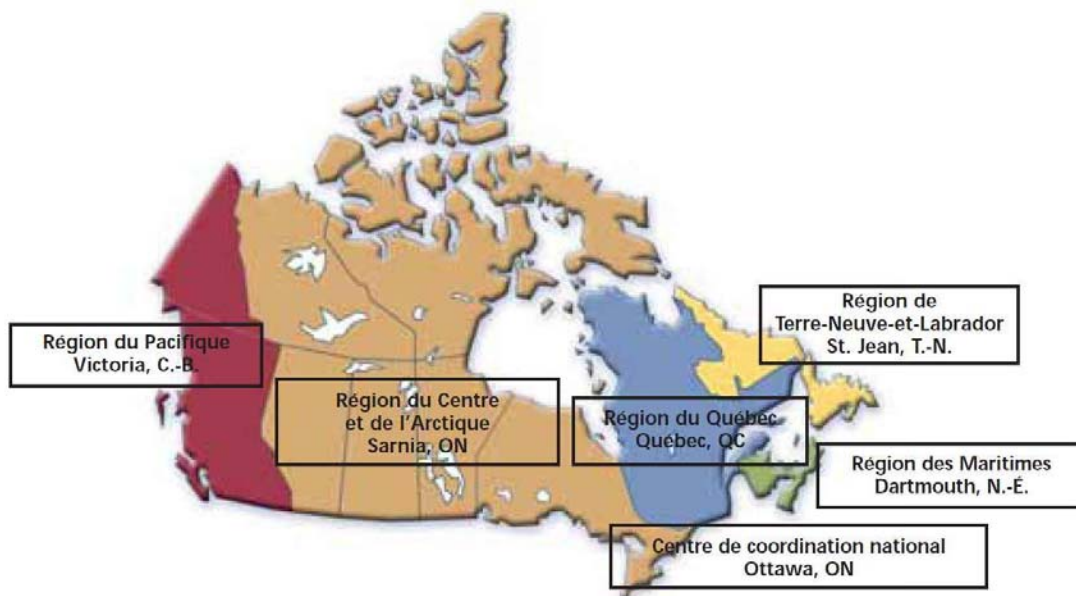 Région de
Terre-Neuve-et-Labrador
St. Jean, T.-N.
Région du Pacifique
Victoria, C.-B.
Région du Centre
et de l'Arctique
Sarnia, ON
Région du Québec
Québec, QC
Région des Maritimes
Dartmouth, N.-É.
Centre de coordination national
Ottawa, ON